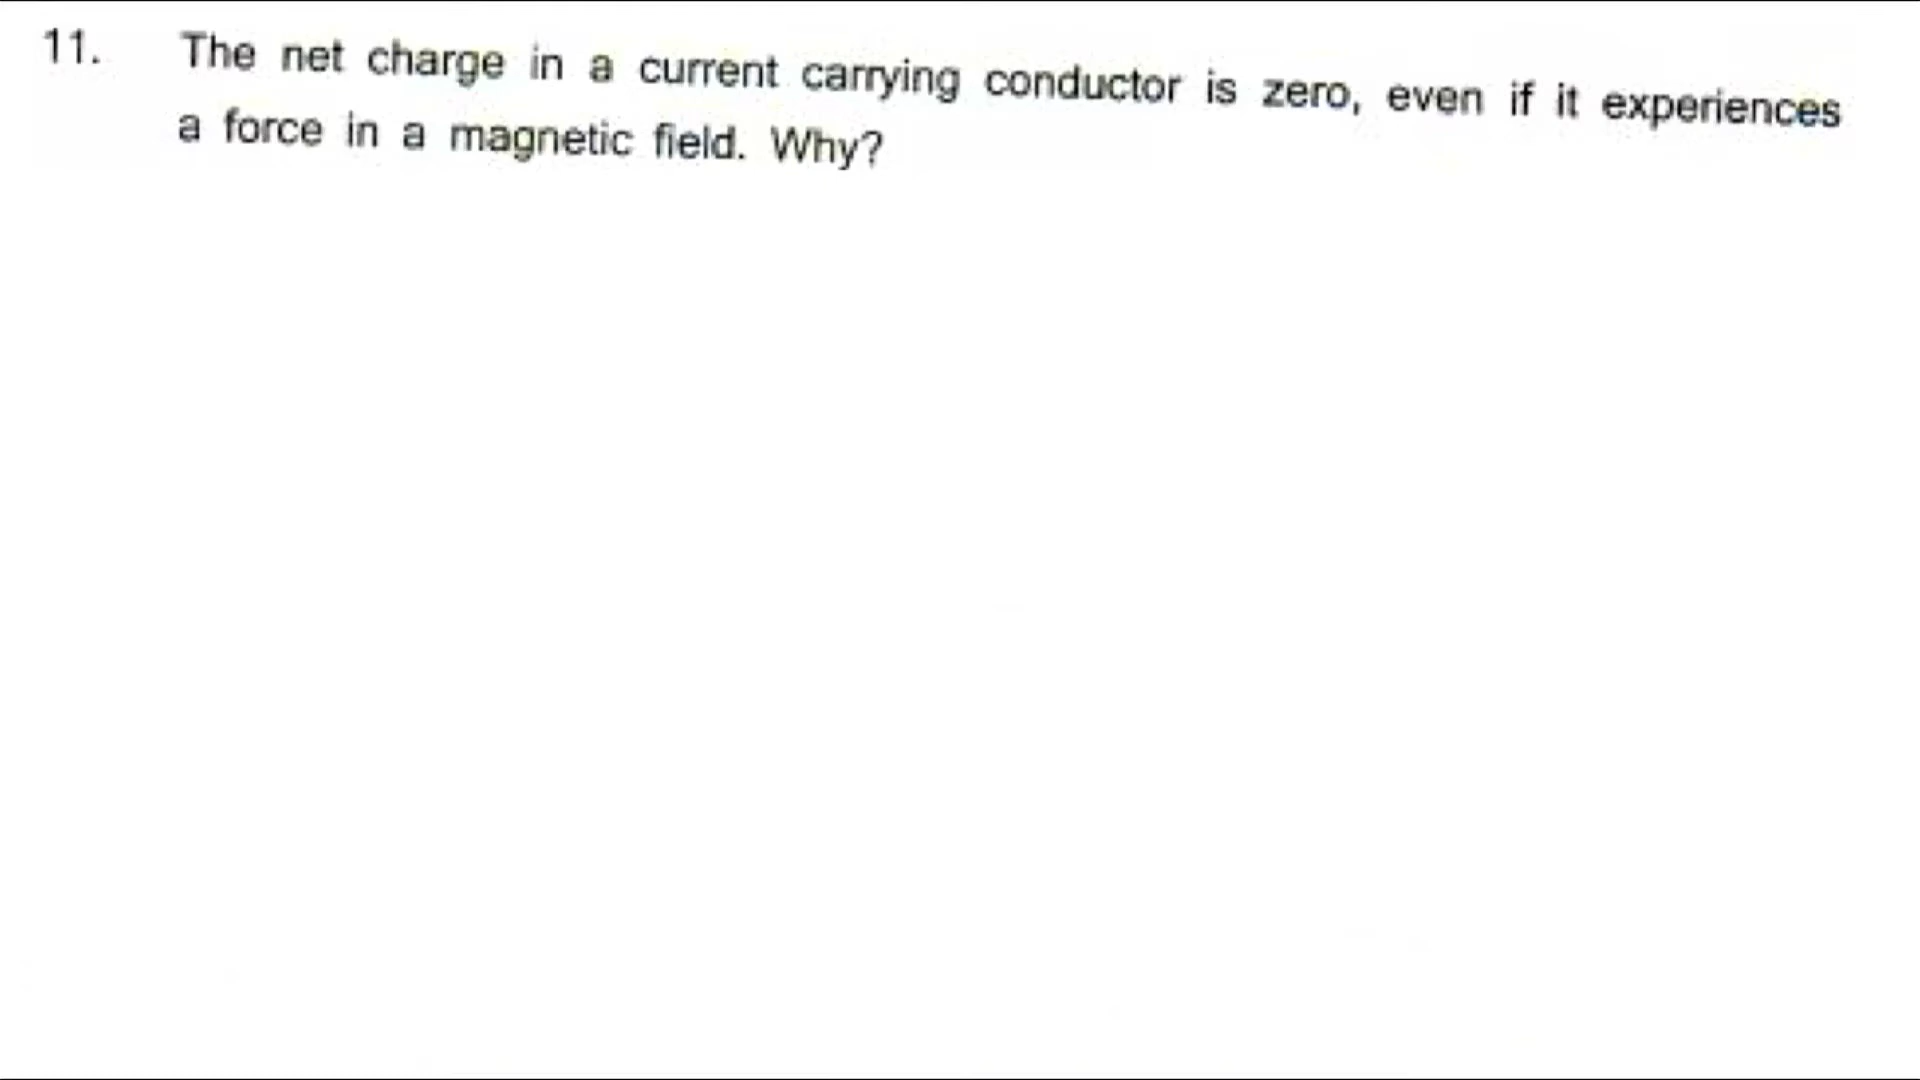 11. The net charge in a current carrying conductor is zero, even if it experiences
a force in a magnetic field. Why?